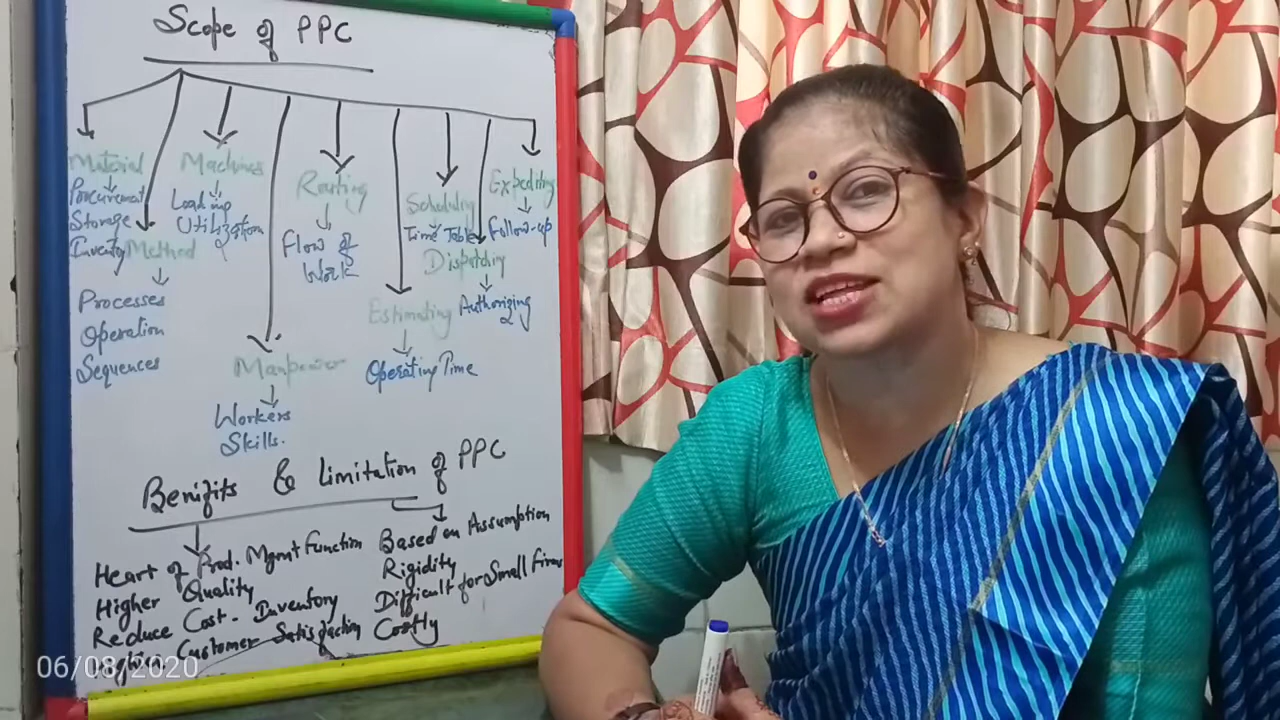 Scope of PPC
Material
Procurement
Storage
Inventory
Method
Processes
Operation
Sequences
Machines
Loading
Utilization
Manpower
Workers
Skills.
Routing
Flow of
Work
Estimating
Operating Time
Scheduling
Time Table
Dispatching
Authorizing
Expediting
Follow-up
Benifits & Limitation of PPC
Heart of Prod. Mgmt Function
Higher Quality
Reduce Cost - Inventory
Higher Customer Satisfaction
Based on Assumption
Rigidity
Difficult for Small Firms
Costly
06/08/2020